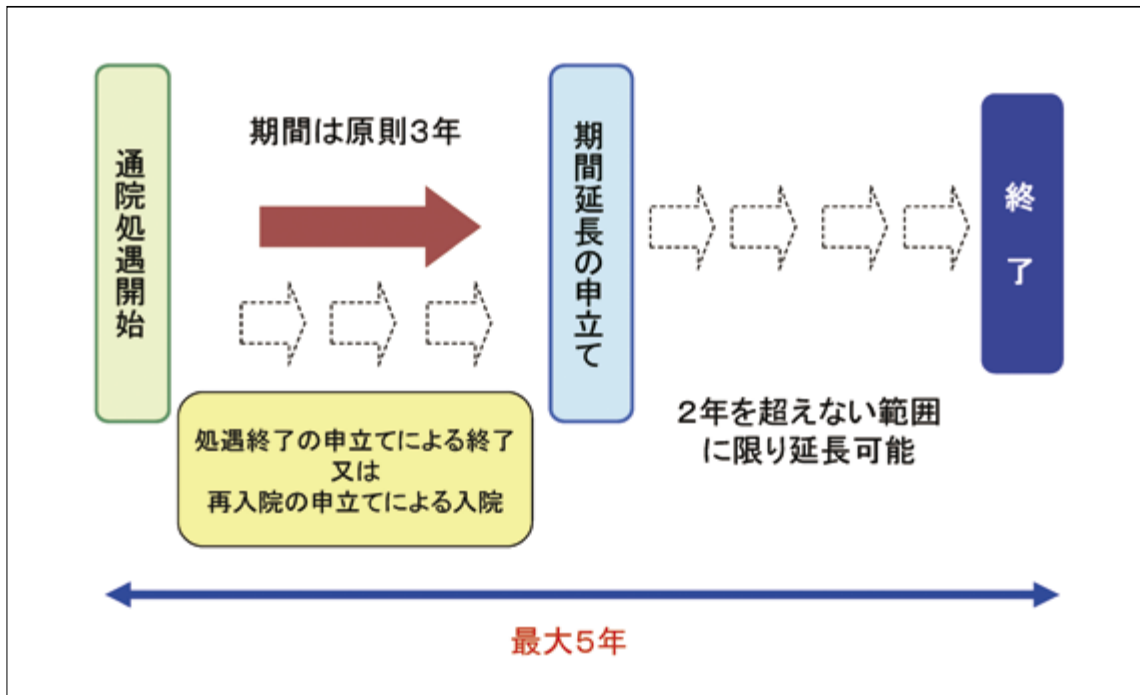 通院処遇開始
期間は原則3年
処遇終了の申立てによる終了
又は
再入院の申立てによる入院
期間延長の申立て
2年を超えない範囲
に限り延長可能
終了
最大5年